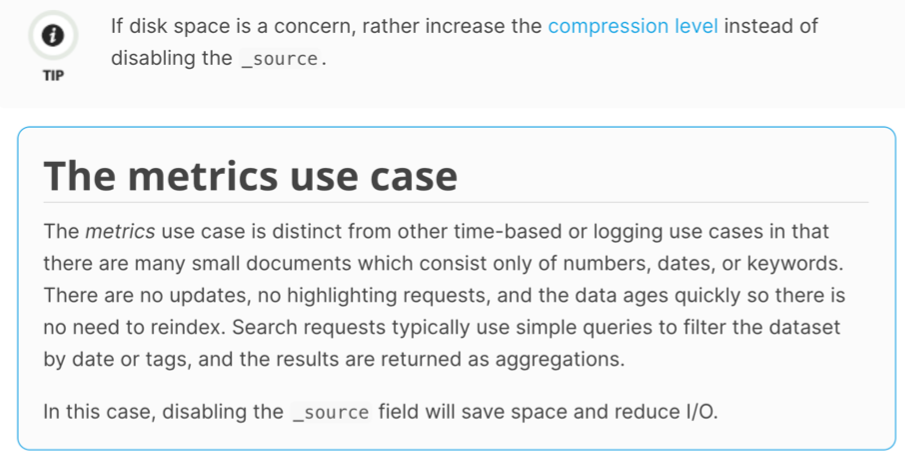 If disk space is a concern, rather increase the compression level instead of
disabling the _source.
TIP
The metrics use case
The metrics use case is distinct from other time-based or logging use cases in that
there are many small documents which consist only of numbers, dates, or keywords.
There are no updates, no highlighting requests, and the data ages quickly so there is
no need to reindex. Search requests typically use simple queries to filter the dataset
by date or tags, and the results are returned as aggregations.
In this case, disabling the _source field will save space and reduce I/O.